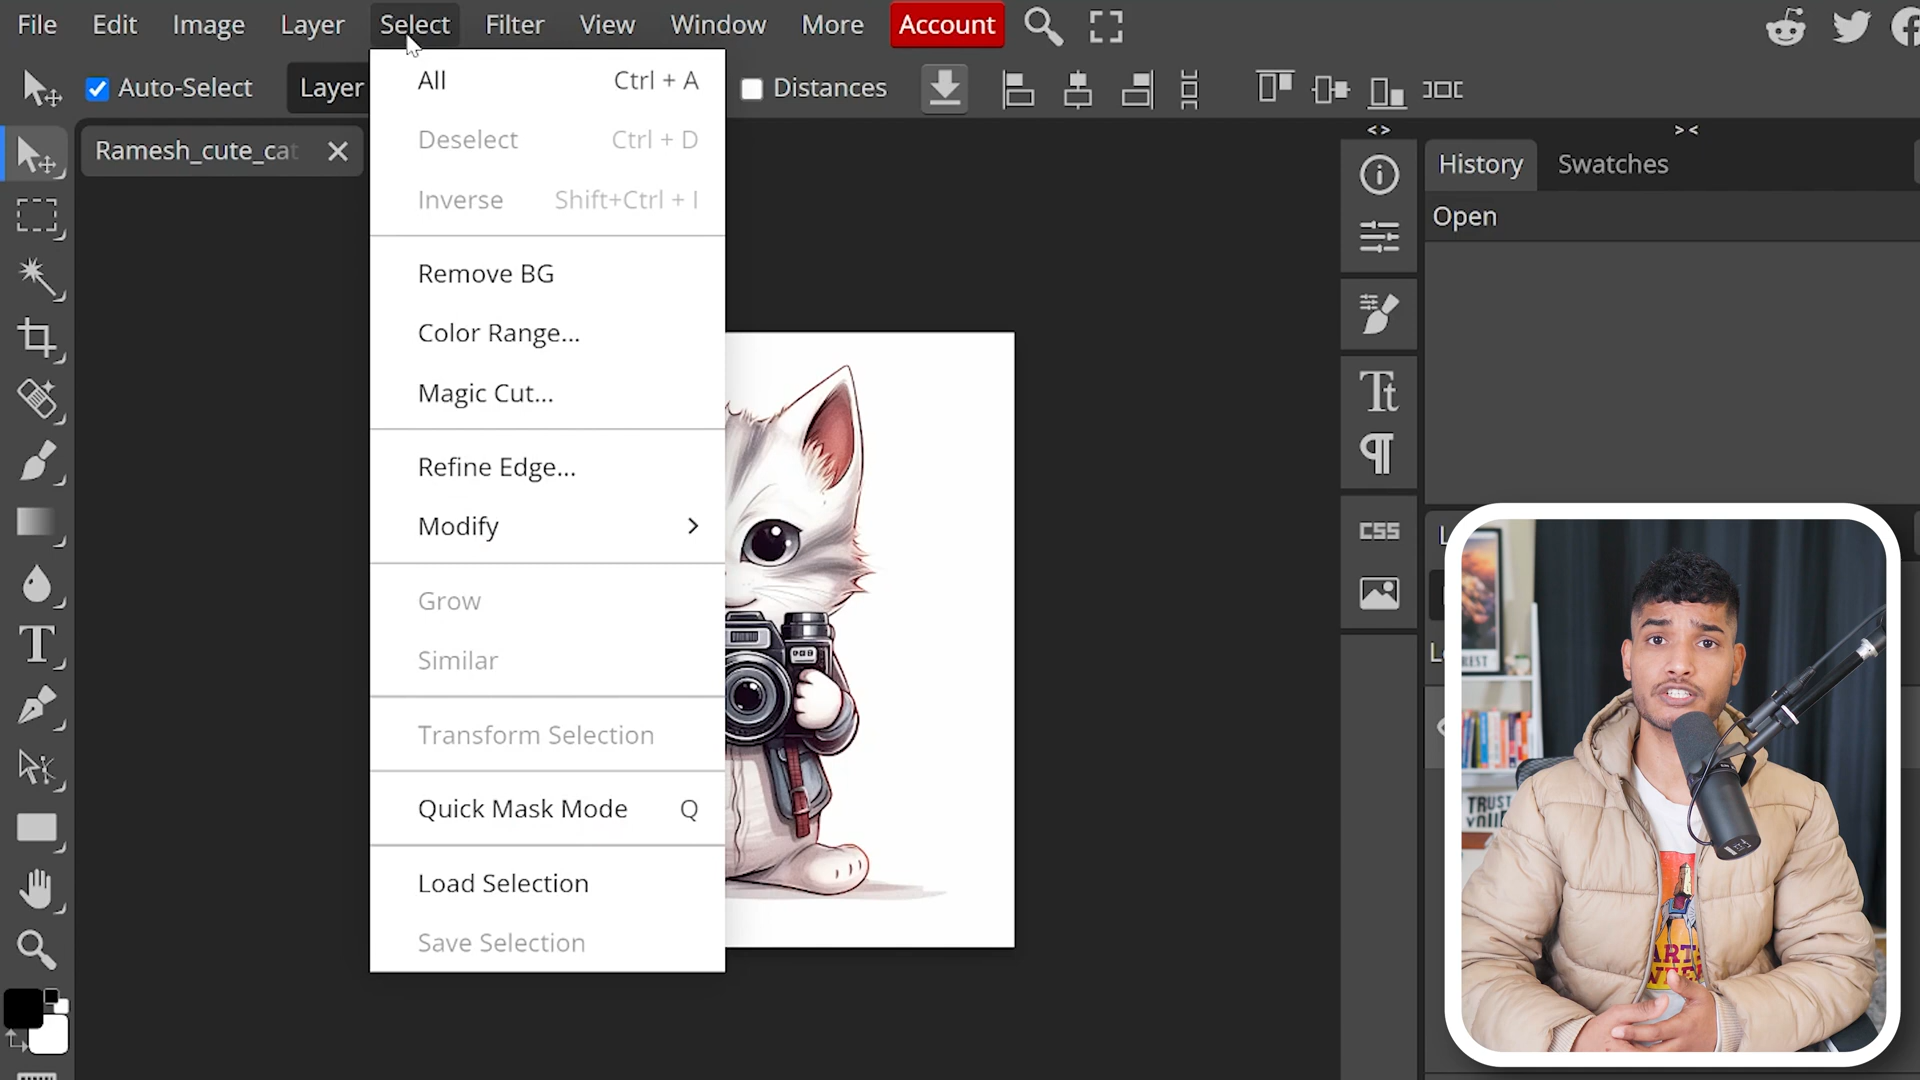 File Edit Image Layer Select Filter View Window More Account
Auto-Select Layer Distances
Ramesh_cute_cat
All Ctrl + A
Deselect Ctrl + D
Inverse Shift+Ctrl + I
Remove BG
Color Range...
Magic Cut...
Refine Edge...
Modify
Grow
Similar
Transform Selection
Quick Mask Mode Q
Load Selection
Save Selection
History Swatches
Open
CSS
TRUST